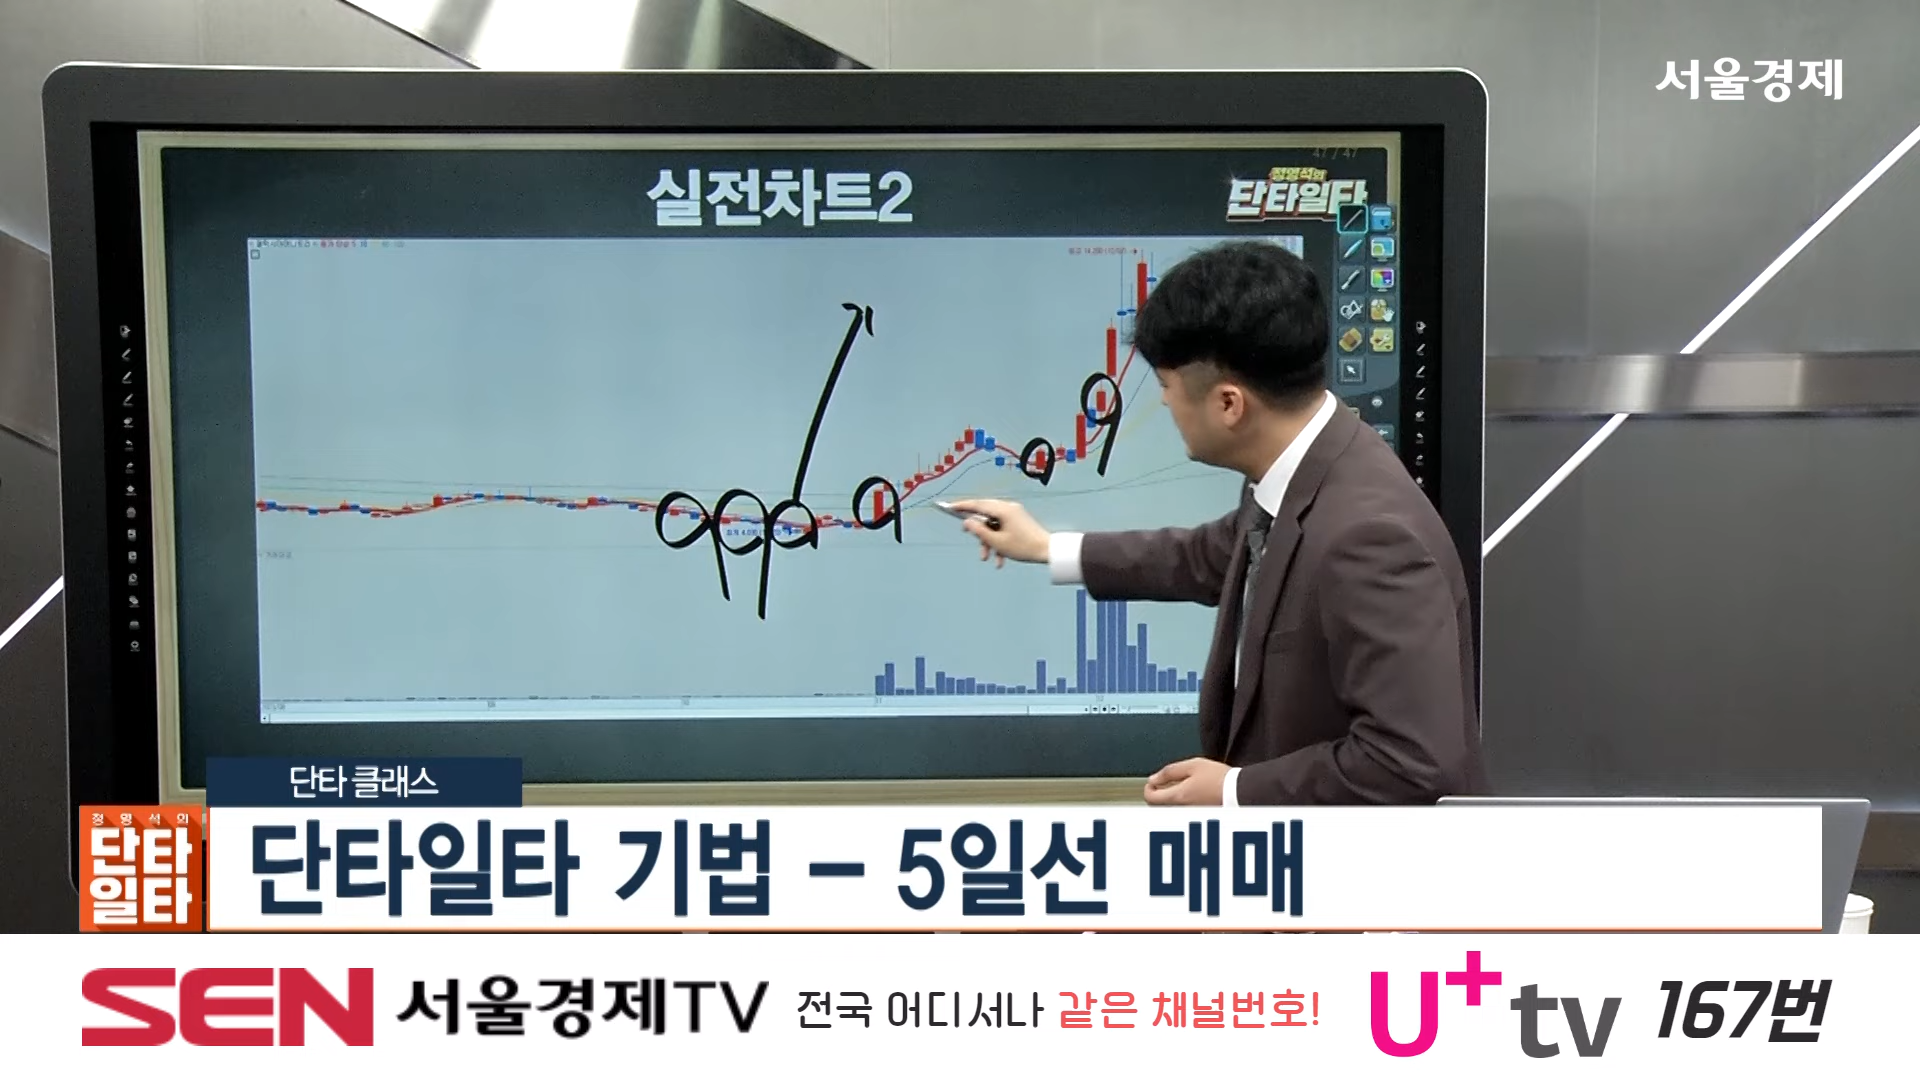 서울경제
실전차트2
47 / 47
정영석의
단타일타
단타 클래스
정영석의
단타
일타
단타일타 기법 - 5일선 매매
SEN 서울경제TV 전국 어디서나 같은 채널번호! U+tv 167번